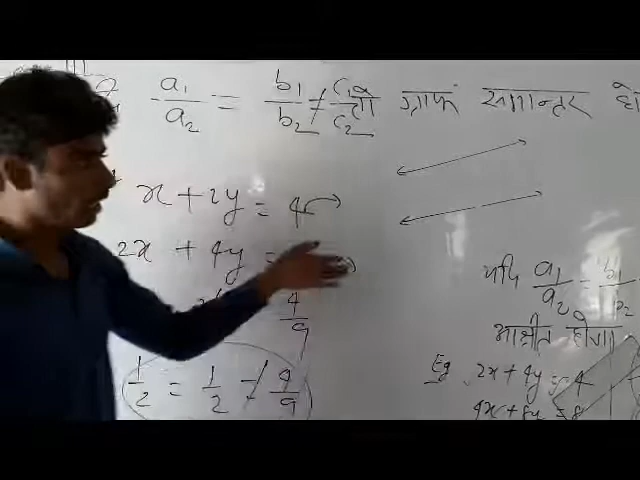 a₁/a₂ = b₁/b₂ ≠ c₁/c₂ तो ग्राफ समान्तर
x + 2y = 4
2x + 4y =
4/9
1/2 = 1/2 ≠ 4/9
यदि a₁/a₂ = b₁/b₂
आश्रीत होगा
Eg. 2x + 4y = 4
4x + 8y = 8